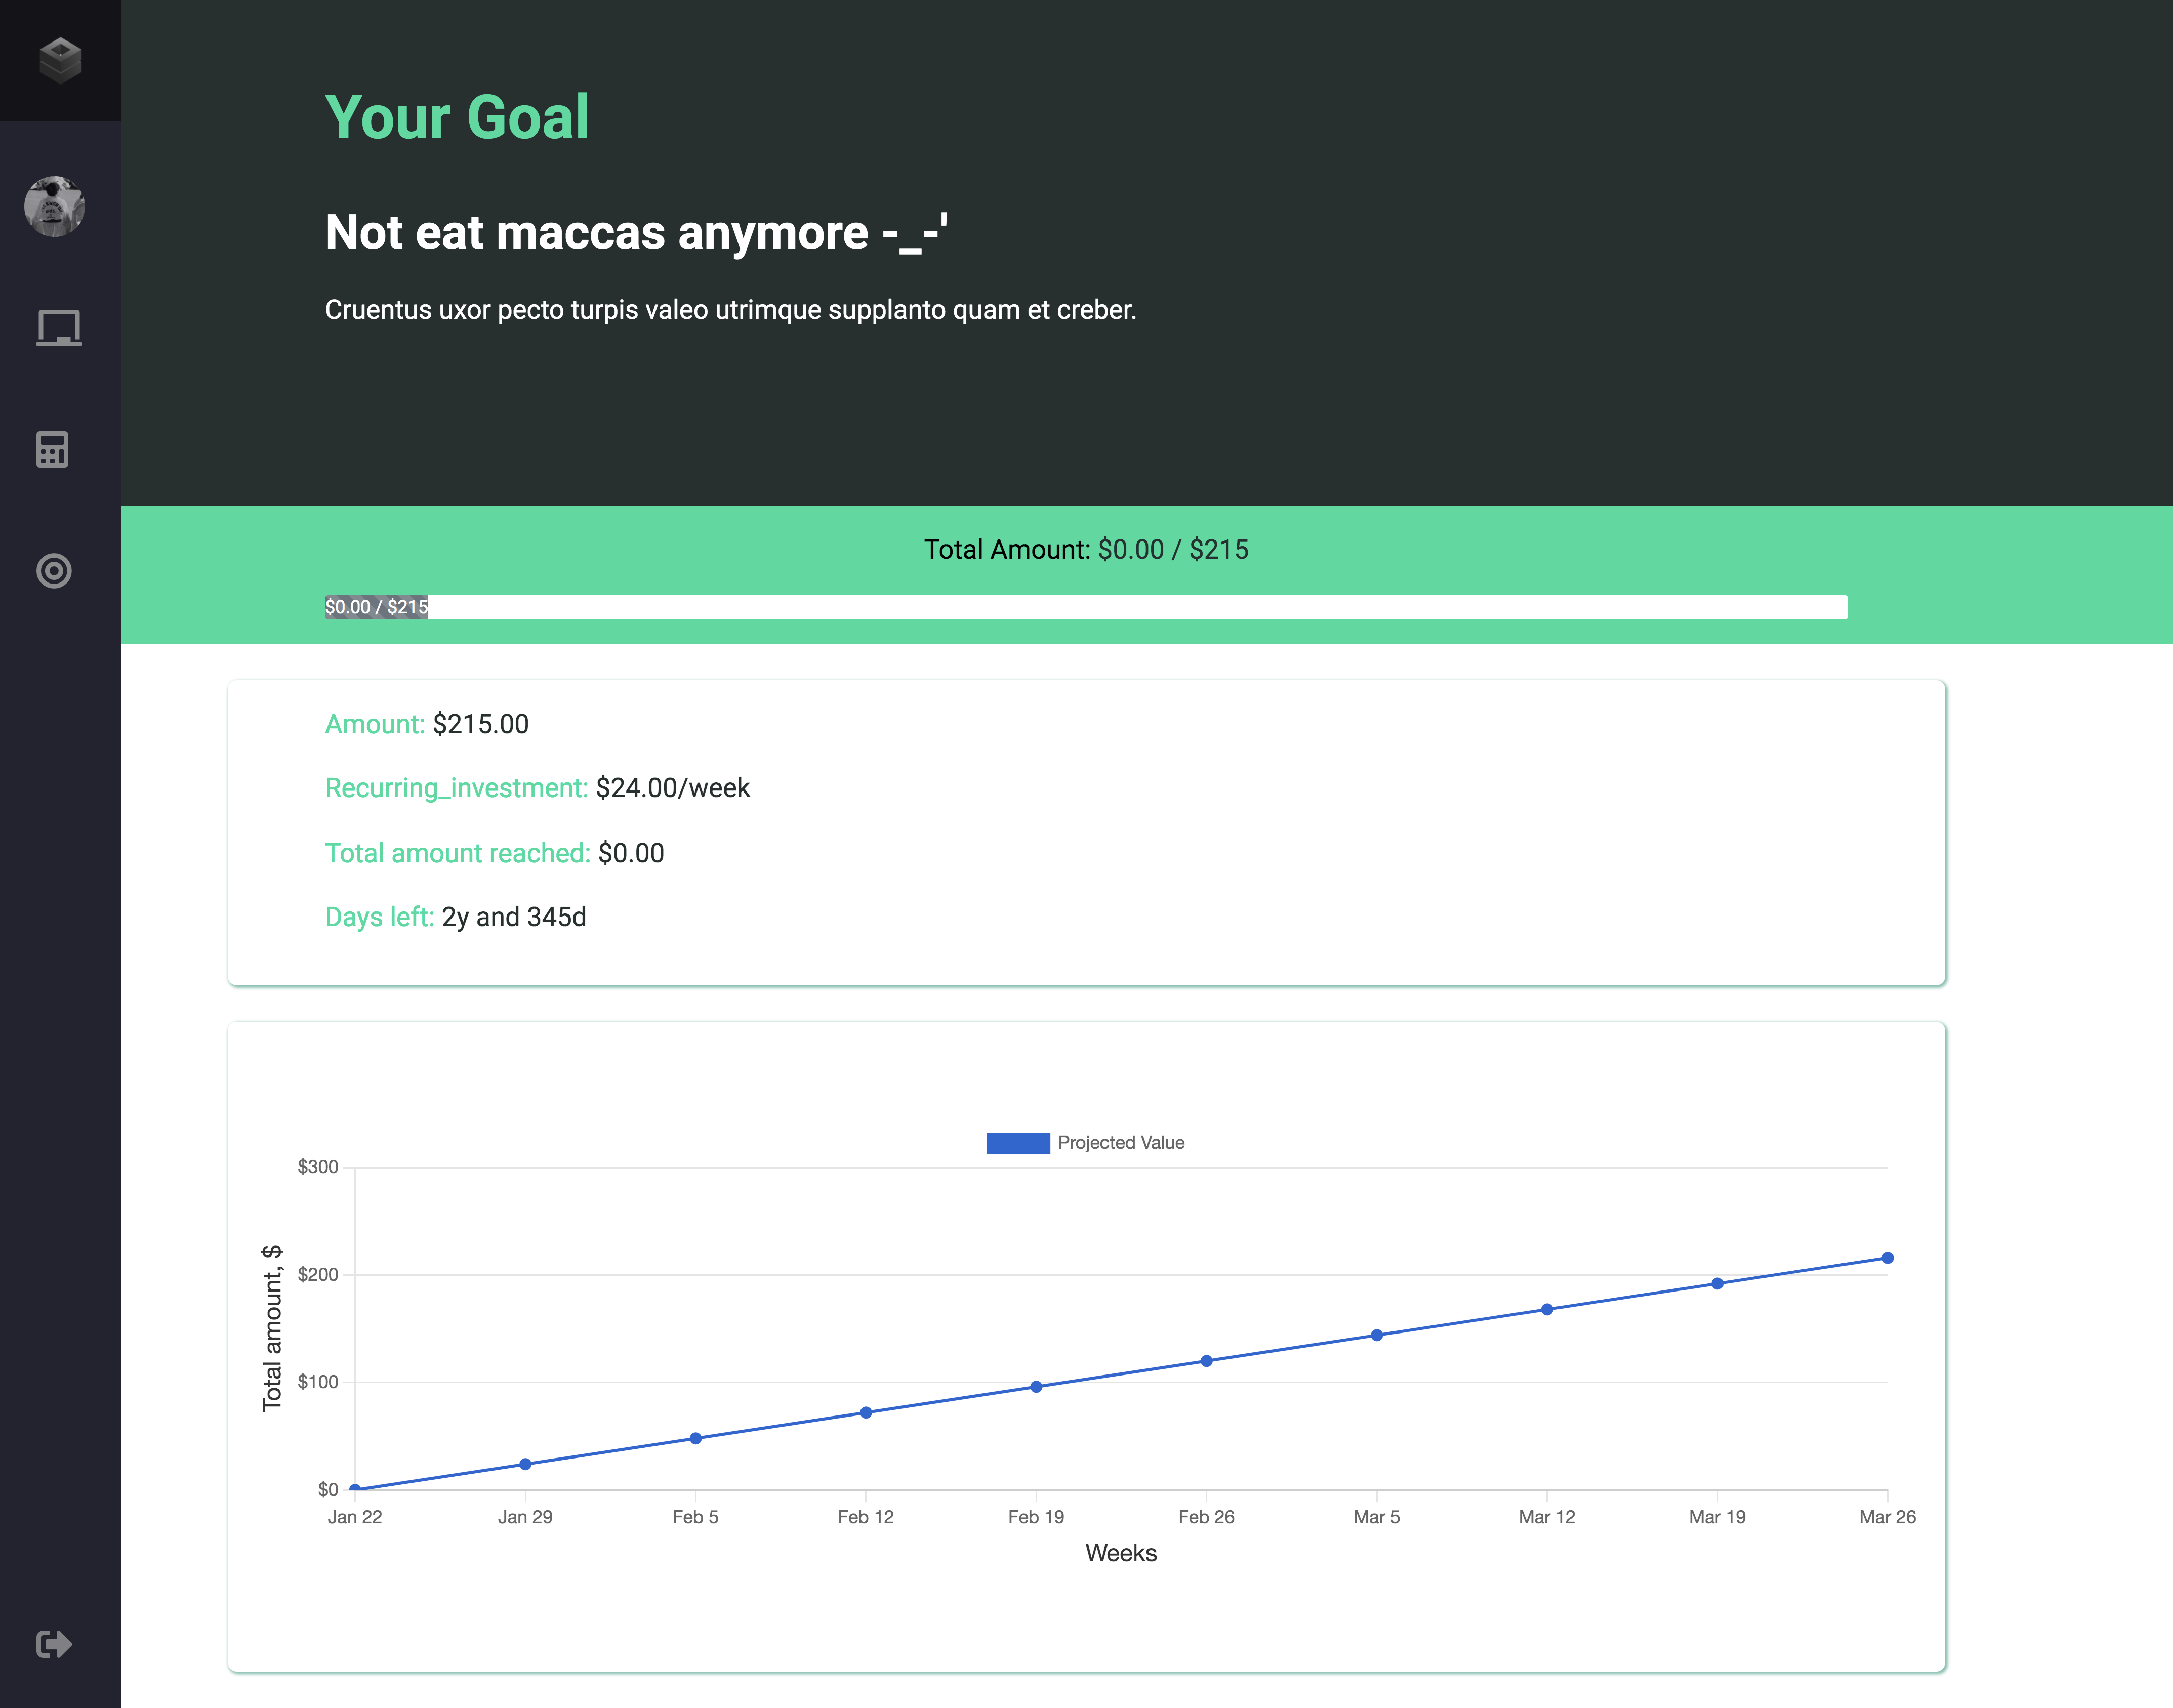 Your Goal
Not eat maccas anymore -_-'
Cruentus uxor pecto turpis valeo utrimque supplanto quam et creber.
Total Amount: $0.00 / $215
$0.00 / $215
Amount: $215.00
Recurring_investment: $24.00/week
Total amount reached: $0.00
Days left: 2y and 345d
Projected Value
Total amount, $
$300
$200
$100
$0
Jan 22 Jan 29 Feb 5 Feb 12 Feb 19 Feb 26 Mar 5 Mar 12 Mar 19 Mar 26
Weeks